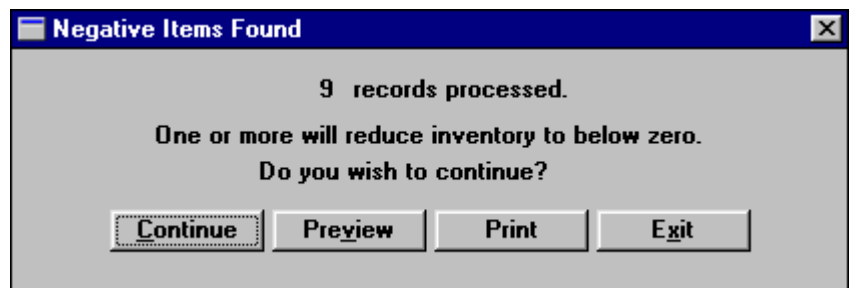 Negative Items Found
9 records processed.
One or more will reduce inventory to below zero.
Do you wish to continue?
Continue Preview Print Exit